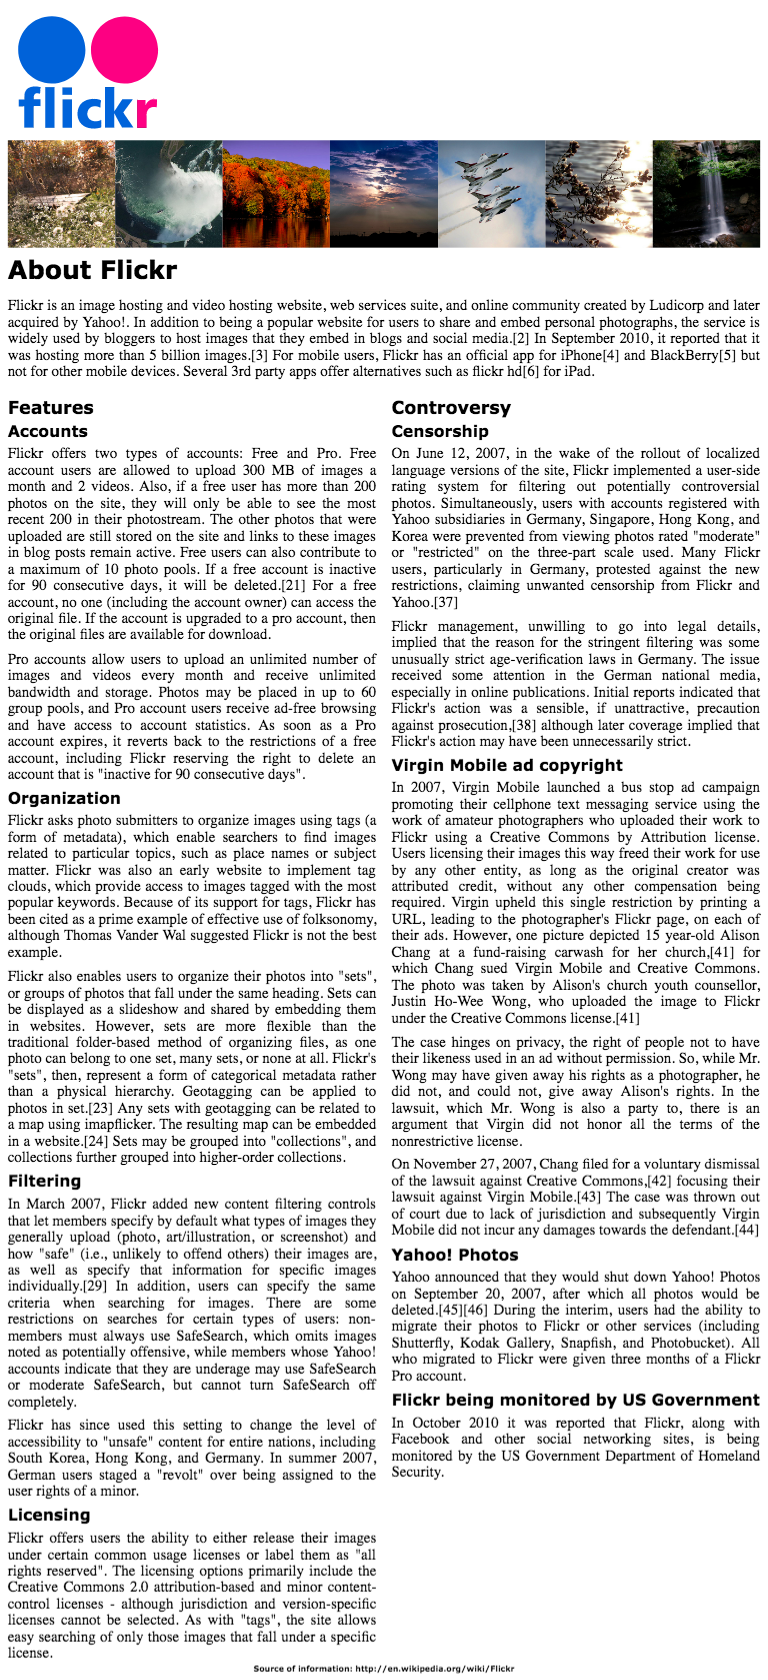 flickr
About Flickr
Flickr is an image hosting and video hosting website, web services suite, and online community created by Ludicorp and later
acquired by Yahoo!. In addition to being a popular website for users to share and embed personal photographs, the service is
widely used by bloggers to host images that they embed in blogs and social media.[2] In September 2010, it reported that it
was hosting more than 5 billion images.[3] For mobile users, Flickr has an official app for iPhone[4] and BlackBerry[5] but
not for other mobile devices. Several 3rd party apps offer alternatives such as flickr hd[6] for iPad.
Features
Accounts
Flickr offers two types of accounts: Free and Pro. Free
account users are allowed to upload 300 MB of images a
month and 2 videos. Also, if a free user has more than 200
photos on the site, they will only be able to see the most
recent 200 in their photostream. The other photos that were
uploaded are still stored on the site and links to these images
in blog posts remain active. Free users can also contribute to
a maximum of 10 photo pools. If a free account is inactive
for 90 consecutive days, it will be deleted.[21] For a free
account, no one (including the account owner) can access the
original file. If the account is upgraded to a pro account, then
the original files are available for download.
Pro accounts allow users to upload an unlimited number of
images and videos every month and receive unlimited
bandwidth and storage. Photos may be placed in up to 60
group pools, and Pro account users receive ad-free browsing
and have access to account statistics. As soon as a Pro
account expires, it reverts back to the restrictions of a free
account, including Flickr reserving the right to delete an
account that is "inactive for 90 consecutive days".
Organization
Flickr asks photo submitters to organize images using tags (a
form of metadata), which enable searchers to find images
related to particular topics, such as place names or subject
matter. Flickr was also an early website to implement tag
clouds, which provide access to images tagged with the most
popular keywords. Because of its support for tags, Flickr has
been cited as a prime example of effective use of folksonomy,
although Thomas Vander Wal suggested Flickr is not the best
example.
Flickr also enables users to organize their photos into "sets",
or groups of photos that fall under the same heading. Sets can
be displayed as a slideshow and shared by embedding them
in websites. However, sets are more flexible than the
traditional folder-based method of organizing files, as one
photo can belong to one set, many sets, or none at all. Flickr's
"sets", then, represent a form of categorical metadata rather
than a physical hierarchy. Geotagging can be applied to
photos in set.[23] Any sets with geotagging can be related to
a map using imapflicker. The resulting map can be embedded
in a website.[24] Sets may be grouped into "collections", and
collections further grouped into higher-order collections.
Filtering
In March 2007, Flickr added new content filtering controls
that let members specify by default what types of images they
generally upload (photo, art/illustration, or screenshot) and
how "safe" (i.e., unlikely to offend others) their images are,
as well as specify that information for specific images
individually.[29] In addition, users can specify the same
criteria when searching for images. There are some
restrictions on searches for certain types of users: non-
members must always use SafeSearch, which omits images
noted as potentially offensive, while members whose Yahoo!
accounts indicate that they are underage may use SafeSearch
or moderate SafeSearch, but cannot turn SafeSearch off
completely.
Flickr has since used this setting to change the level of
accessibility to "unsafe" content for entire nations, including
South Korea, Hong Kong, and Germany. In summer 2007,
German users staged a "revolt" over being assigned to the
user rights of a minor.
Licensing
Flickr offers users the ability to either release their images
under certain common usage licenses or label them as "all
rights reserved". The licensing options primarily include the
Creative Commons 2.0 attribution-based and minor content-
control licenses - although jurisdiction and version-specific
licenses cannot be selected. As with "tags", the site allows
easy searching of only those images that fall under a specific
license.
Controversy
Censorship
On June 12, 2007, in the wake of the rollout of localized
language versions of the site, Flickr implemented a user-side
rating system for filtering out potentially controversial
photos. Simultaneously, users with accounts registered with
Yahoo subsidiaries in Germany, Singapore, Hong Kong, and
Korea were prevented from viewing photos rated "moderate"
or "restricted" on the three-part scale used. Many Flickr
users, particularly in Germany, protested against the new
restrictions, claiming unwanted censorship from Flickr and
Yahoo.[37]
Flickr management, unwilling to go into legal details,
implied that the reason for the stringent filtering was some
unusually strict age-verification laws in Germany. The issue
received some attention in the German national media,
especially in online publications. Initial reports indicated that
Flickr's action was a sensible, if unattractive, precaution
against prosecution,[38] although later coverage implied that
Flickr's action may have been unnecessarily strict.
Virgin Mobile ad copyright
In 2007, Virgin Mobile launched a bus stop ad campaign
promoting their cellphone text messaging service using the
work of amateur photographers who uploaded their work to
Flickr using a Creative Commons by Attribution license.
Users licensing their images this way freed their work for use
by any other entity, as long as the original creator was
attributed credit, without any other compensation being
required. Virgin upheld this single restriction by printing a
URL, leading to the photographer's Flickr page, on each of
their ads. However, one picture depicted 15 year-old Alison
Chang at a fund-raising carwash for her church,[41] for
which Chang sued Virgin Mobile and Creative Commons.
The photo was taken by Alison's church youth counsellor,
Justin Ho-Wee Wong, who uploaded the image to Flickr
under the Creative Commons license.[41]
The case hinges on privacy, the right of people not to have
their likeness used in an ad without permission. So, while Mr.
Wong may have given away his rights as a photographer, he
did not, and could not, give away Alison's rights. In the
lawsuit, which Mr. Wong is also a party to, there is an
argument that Virgin did not honor all the terms of the
nonrestrictive license.
On November 27, 2007, Chang filed for a voluntary dismissal
of the lawsuit against Creative Commons,[42] focusing their
lawsuit against Virgin Mobile.[43] The case was thrown out
of court due to lack of jurisdiction and subsequently Virgin
Mobile did not incur any damages towards the defendant.[44]
Yahoo! Photos
Yahoo announced that they would shut down Yahoo! Photos
on September 20, 2007, after which all photos would be
deleted.[45][46] During the interim, users had the ability to
migrate their photos to Flickr or other services (including
Shutterfly, Kodak Gallery, Snapfish, and Photobucket). All
who migrated to Flickr were given three months of a Flickr
Pro account.
Flickr being monitored by US Government
In October 2010 it was reported that Flickr, along with
Facebook and other social networking sites, is being
monitored by the US Government Department of Homeland
Security.
Source of information: http://en.wikipedia.org/wiki/Flickr